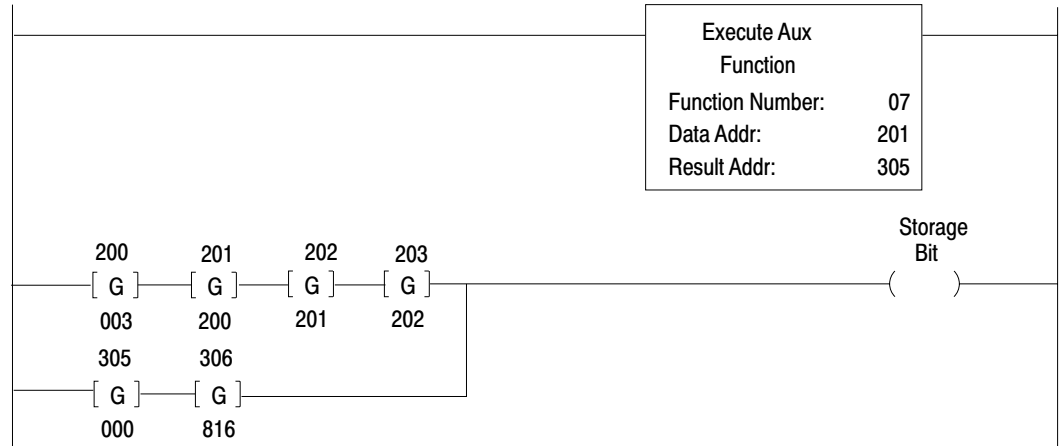 Execute Aux
Function
Function Number: 07
Data Addr: 201
Result Addr: 305
Storage
Bit
200 201 202 203
[ G ] [ G ] [ G ] [ G ] ( )
003 200 201 202
305 306
[ G ] [ G ]
000 816